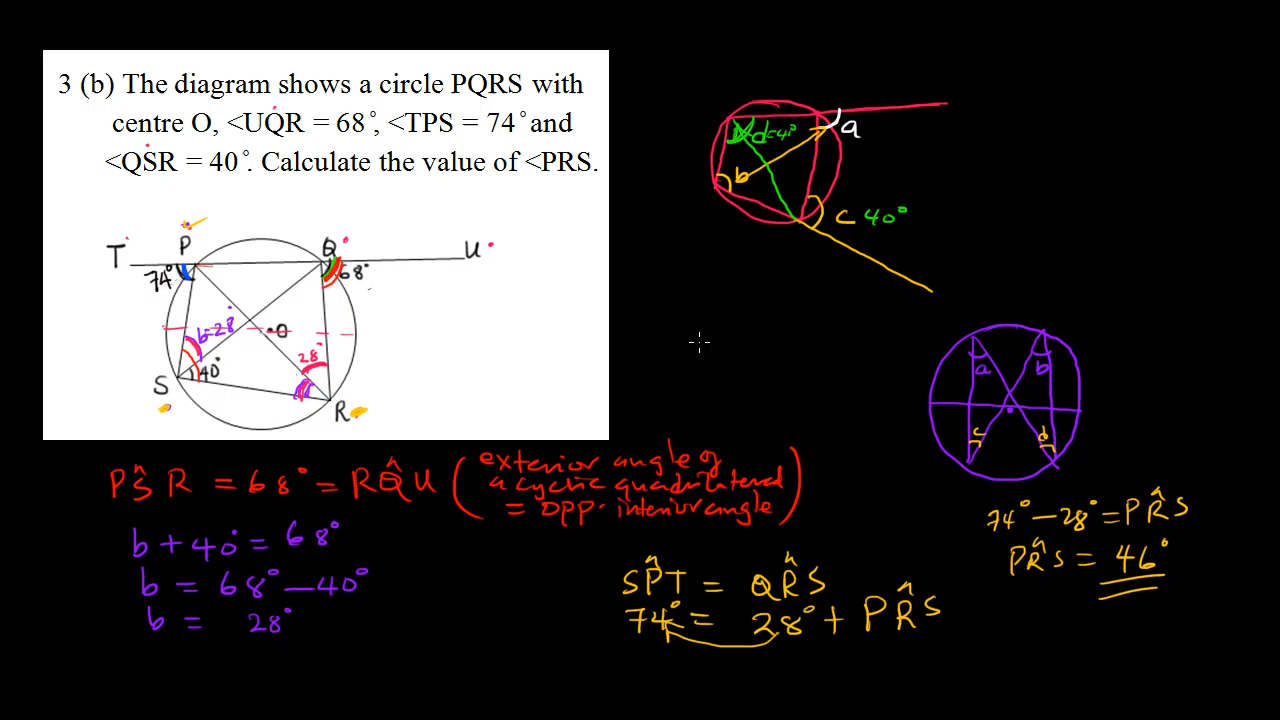 3 (b) The diagram shows a circle PQRS with
centre O, <UQR = 68°, <TPS = 74° and
<QSR = 40°. Calculate the value of <PRS.
T P Q U
74° 68°
b=28° O
28°
S 40°
R
a
d=40°
b
c 40°
a b
c d
PŜR = 68° = RQ̂U (exterior angle of
a cyclic quadrilateral
= opp. interior angle)
b + 40° = 68°
b = 68° - 40°
b = 28°
SP̂T = QR̂S
74° = 28° + PR̂S
74° - 28° = PR̂S
PR̂S = 46°